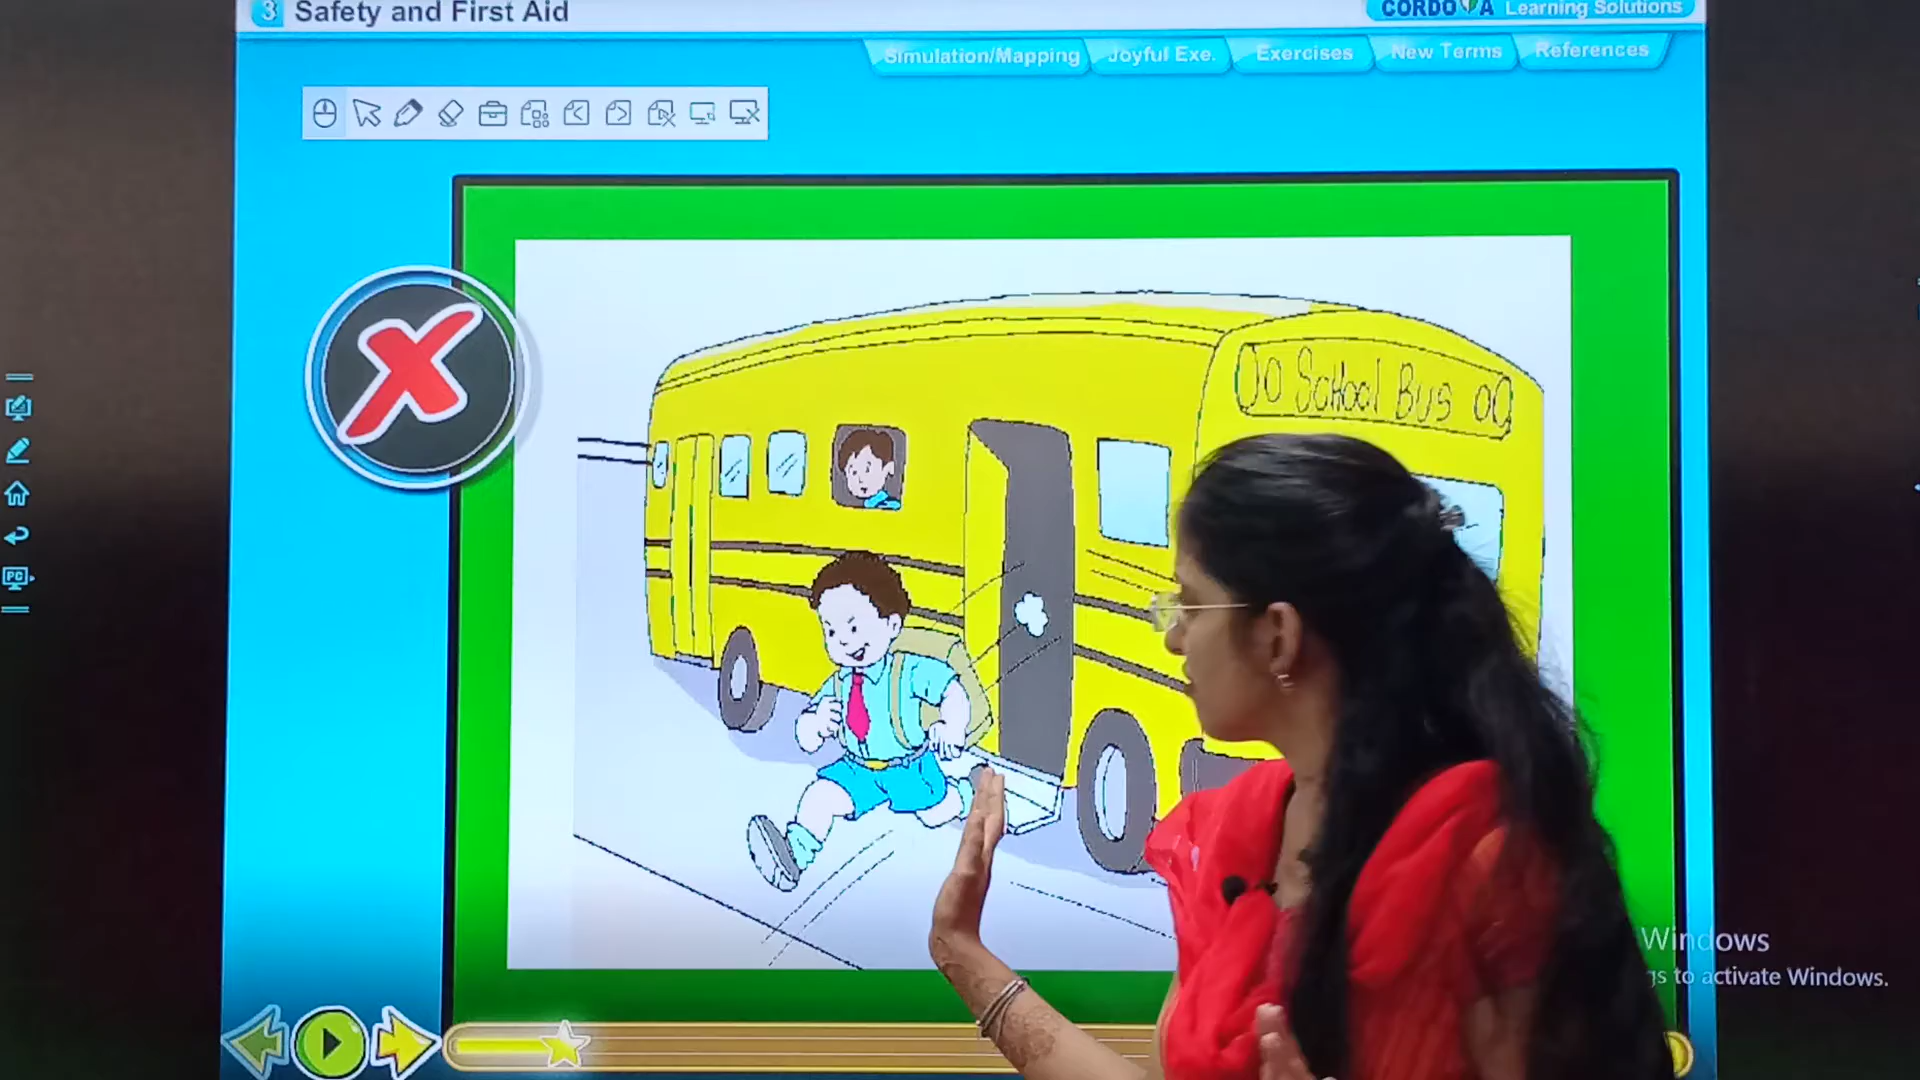 3 Safety and First Aid
CORDOVA Learning Solutions
Simulation/Mapping Joyful Exe. Exercises New Terms References
School Bus
PC
Windows
to activate Windows.